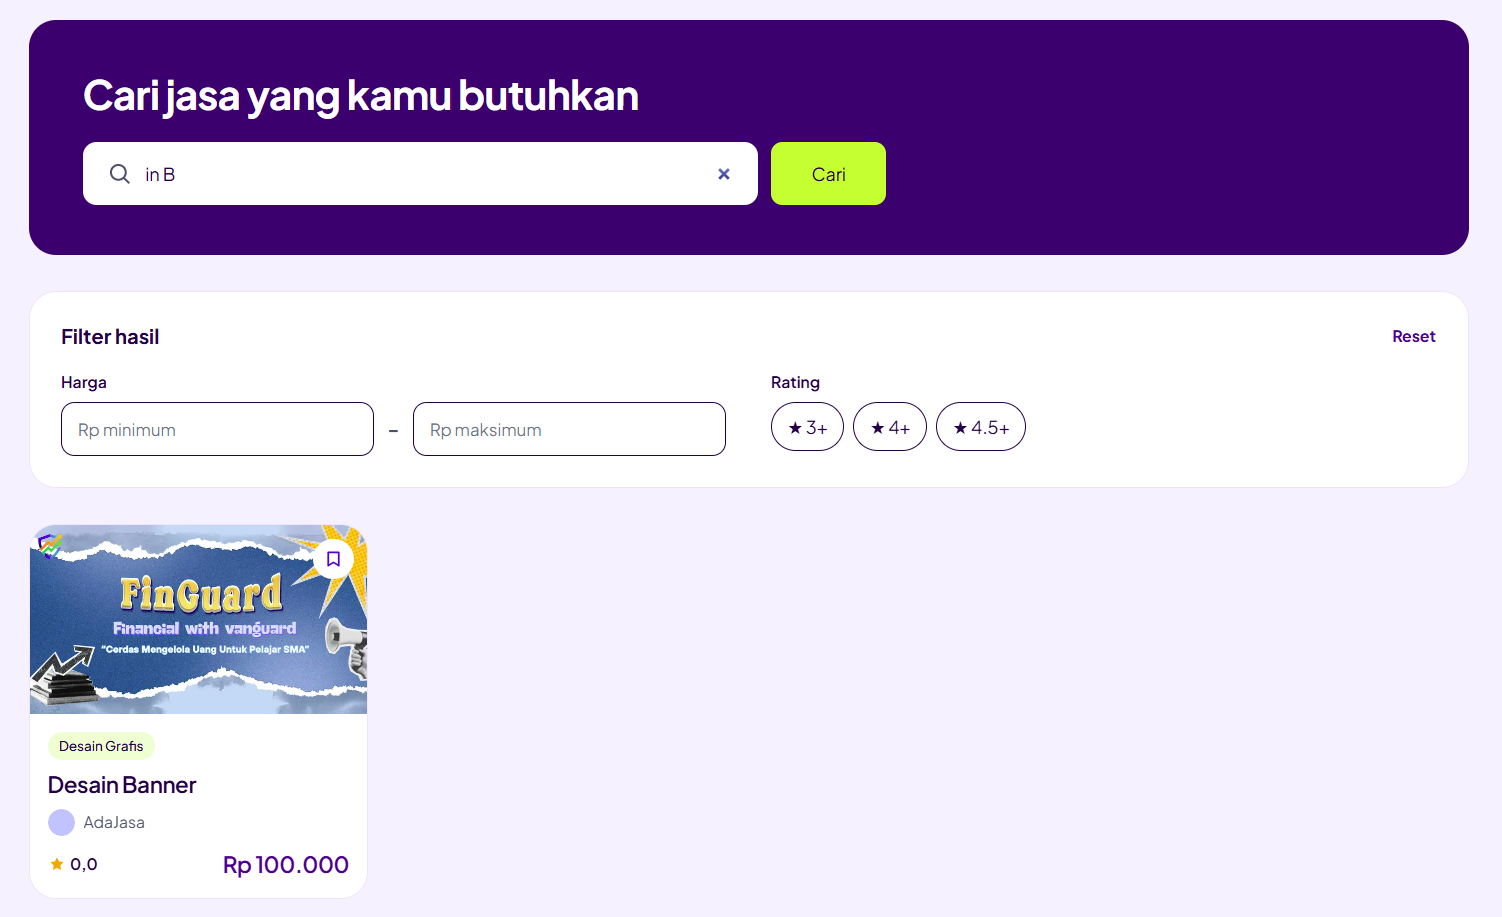 Cari jasa yang kamu butuhkan
in B
Cari
Filter hasil
Reset
Harga
Rating
Rp minimum
–
Rp maksimum
★ 3+
★ 4+
★ 4.5+
FinGuard
Financial with vanguard
"Cerdas Mengelola Uang Untuk Pelajar SMA"
Desain Grafis
Desain Banner
AdaJasa
★ 0,0
Rp 100.000